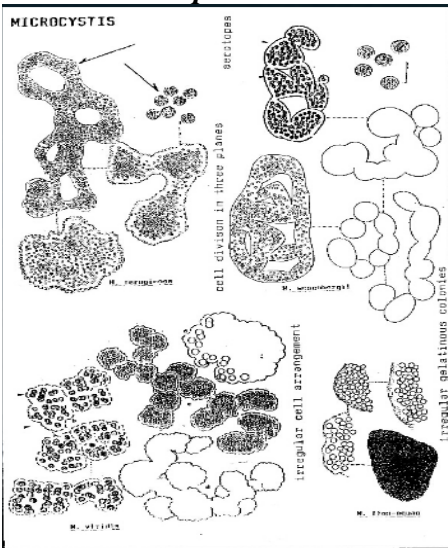 MICROCYSTIS
aerotopes
cell divison in three planes
M. aeruginosa
M. wesenbergii
irregular cell arrangement
irregular gelatinous colonies
M. viridis
M.